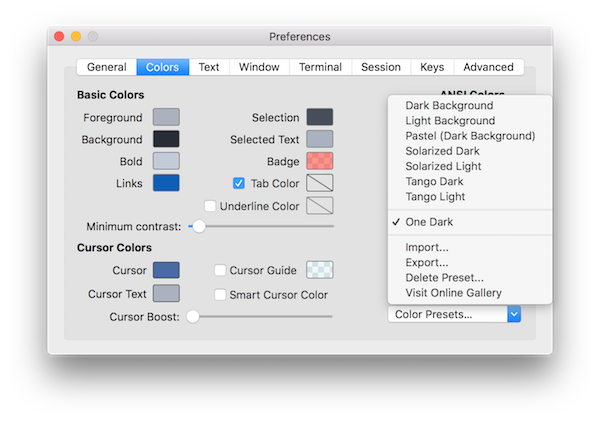 Preferences
General Colors Text Window Terminal Session Keys Advanced
Basic Colors
Foreground
Background
Bold
Links
Selection
Selected Text
Badge
Tab Color
Underline Color
Minimum contrast:
Cursor Colors
Cursor
Cursor Text
Cursor Guide
Smart Cursor Color
Cursor Boost:
ANSI Colors
Dark Background
Light Background
Pastel (Dark Background)
Solarized Dark
Solarized Light
Tango Dark
Tango Light
One Dark
Import...
Export...
Delete Preset...
Visit Online Gallery
Color Presets...